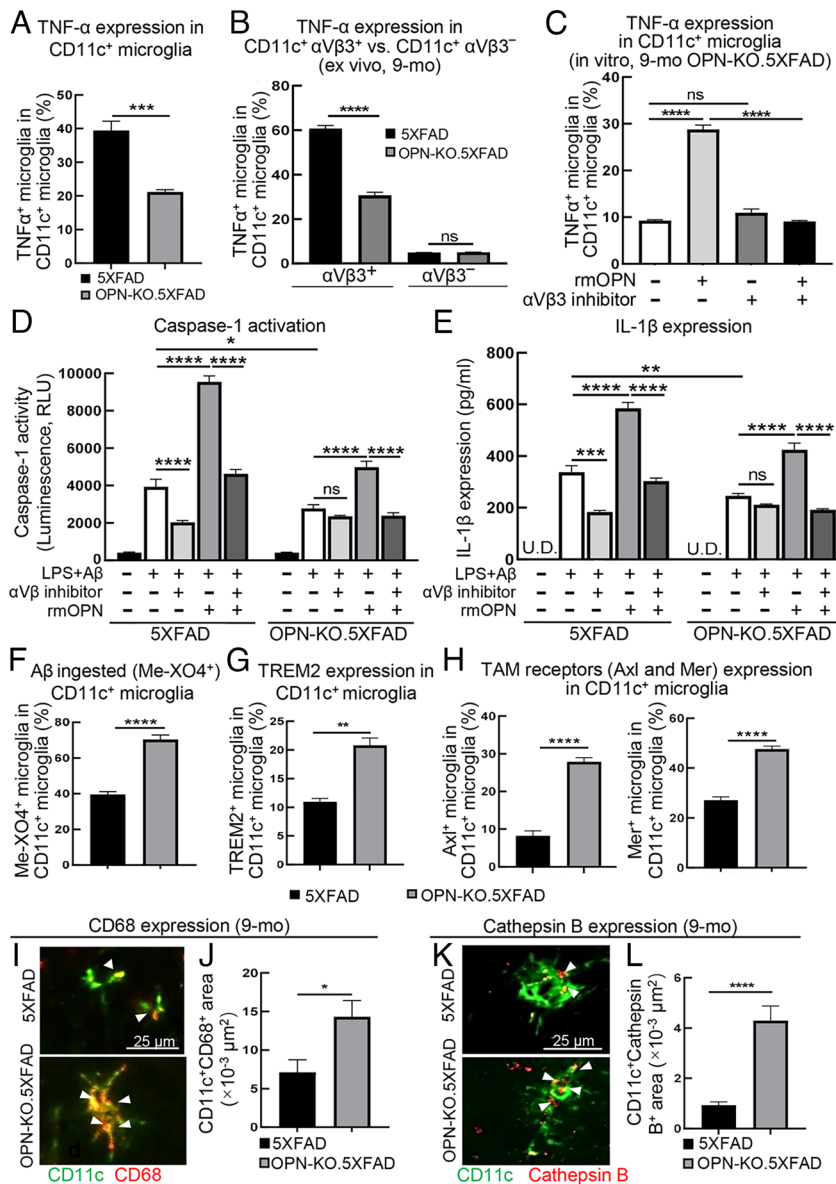 A
TNF-α expression in
CD11c⁺ microglia
TNFα⁺ microglia in
CD11c⁺ microglia (%)
50
40
30
20
10
0
***
5XFAD
OPN-KO.5XFAD
B
TNF-α expression in
CD11c⁺ αVβ3⁺ vs. CD11c⁺ αVβ3⁻
(ex vivo, 9-mo)
TNFα⁺ microglia in
CD11c⁺ microglia (%)
80
60
40
20
0
****
ns
5XFAD
OPN-KO.5XFAD
αVβ3⁺
αVβ3⁻
C
TNF-α expression
in CD11c⁺ microglia
(in vitro, 9-mo OPN-KO.5XFAD)
TNFα⁺ microglia in
CD11c⁺ microglia (%)
40
30
20
10
0
ns
**** ****
rmOPN - + - +
αVβ3 inhibitor - - + +
D
Caspase-1 activation
Caspase-1 activity
(Luminescence, RLU)
10000
8000
6000
4000
2000
0
*
**** ****
****
**** ****
ns
LPS+Aβ - + + + + - + + + +
αVβ inhibitor - - + - + - - + - +
rmOPN - - - + + - - - + +
5XFAD OPN-KO.5XFAD
E
IL-1β expression
IL-1β expression (pg/ml)
800
600
400
200
0
**
**** ****
***
**** ****
ns
U.D. U.D.
LPS+Aβ - + + + + - + + + +
αVβ inhibitor - - + - + - - + - +
rmOPN - - - + + - - - + +
5XFAD OPN-KO.5XFAD
F
Aβ ingested (Me-XO4⁺)
CD11c⁺ microglia
Me-XO4⁺ microglia in
CD11c⁺ microglia (%)
80
60
40
20
0
****
G
TREM2 expression in
CD11c⁺ microglia
TREM2⁺ microglia in
CD11c⁺ microglia (%)
25
20
15
10
5
0
**
H
TAM receptors (Axl and Mer) expression
in CD11c⁺ microglia
Axl⁺ microglia in
CD11c⁺ microglia (%)
40
30
20
10
0
****
Mer⁺ microglia in
CD11c⁺ microglia (%)
60
40
20
0
****
5XFAD OPN-KO.5XFAD
CD68 expression (9-mo)
I
5XFAD
25 µm
OPN-KO.5XFAD
d
CD11c CD68
J
CD11c⁺CD68⁺ area
(×10⁻³ µm²)
20
15
10
5
0
*
5XFAD
OPN-KO.5XFAD
Cathepsin B expression (9-mo)
K
5XFAD
25 µm
OPN-KO.5XFAD
CD11c Cathepsin B
L
CD11c⁺Cathepsin
B⁺ area (×10⁻³ µm²)
6
4
2
0
****
5XFAD
OPN-KO.5XFAD